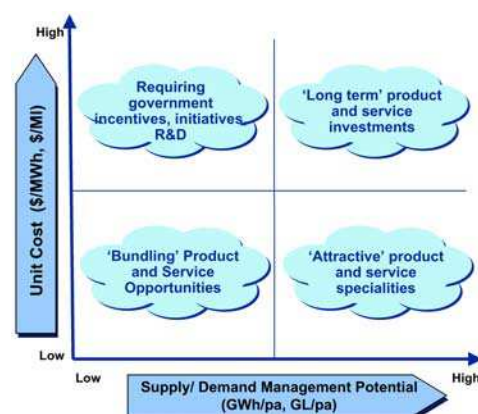 High
Requiring
government
incentives, initiatives
R&D
'Long term' product
and service
investments
Unit Cost ($/MWh, $/Ml)
'Bundling' Product
and Service
Opportunities
'Attractive' product
and service
specialities
Low
Low
High
Supply/ Demand Management Potential
(GWh/pa, GL/pa)